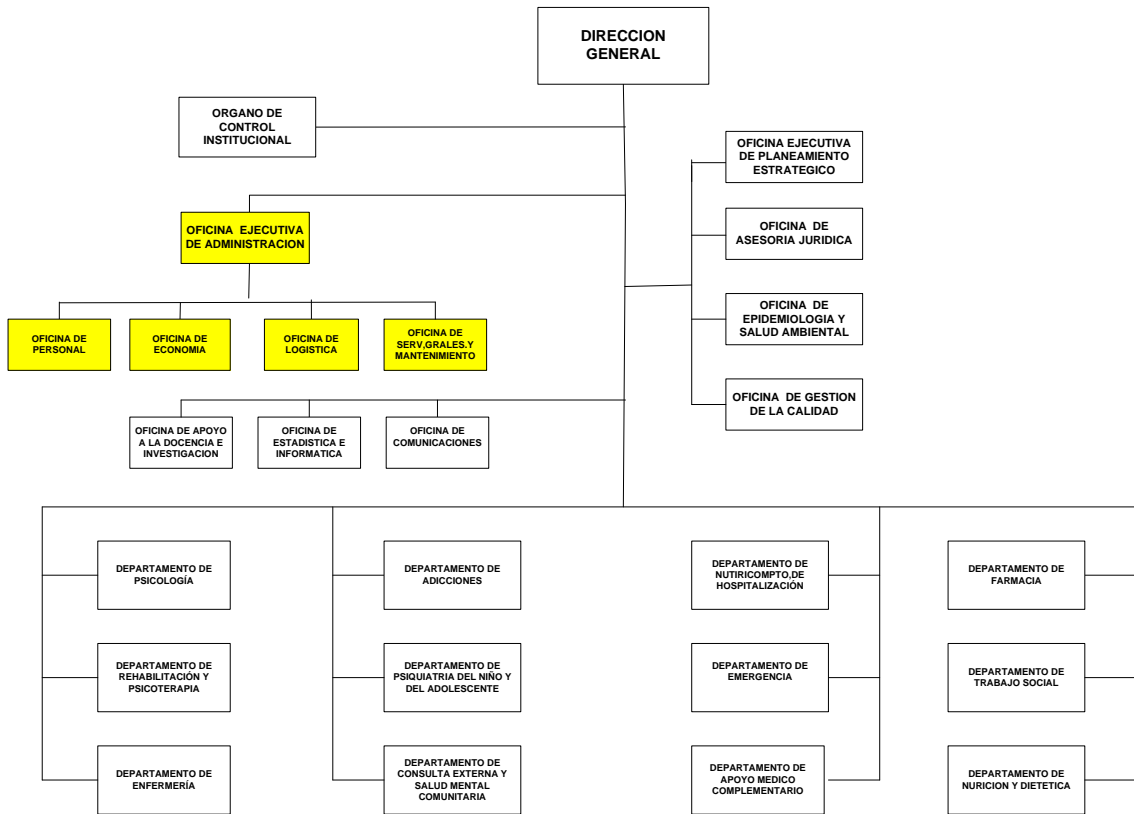 DIRECCION
GENERAL
ORGANO DE
CONTROL
INSTITUCIONAL
OFICINA EJECUTIVA
DE PLANEAMIENTO
ESTRATEGICO
OFICINA EJECUTIVA
DE ADMINISTRACION
OFICINA DE
ASESORIA JURIDICA
OFICINA DE
EPIDEMIOLOGIA Y
SALUD AMBIENTAL
OFICINA DE
PERSONAL
OFICINA DE
ECONOMIA
OFICINA DE
LOGISTICA
OFICINA DE
SERV,GRALES.Y
MANTENIMIENTO
OFICINA DE GESTION
DE LA CALIDAD
OFICINA DE APOYO
A LA DOCENCIA E
INVESTIGACION
OFICINA DE
ESTADISTICA E
INFORMATICA
OFICINA DE
COMUNICACIONES
DEPARTAMENTO DE
PSICOLOGÍA
DEPARTAMENTO DE
ADICCIONES
DEPARTAMENTO DE
NUTIRICOMPTO,DE
HOSPITALIZACIÓN
DEPARTAMENTO DE
FARMACIA
DEPARTAMENTO DE
REHABILITACIÓN Y
PSICOTERAPIA
DEPARTAMENTO DE
PSIQUIATRIA DEL NIÑO Y
DEL ADOLESCENTE
DEPARTAMENTO DE
EMERGENCIA
DEPARTAMENTO DE
TRABAJO SOCIAL
DEPARTAMENTO DE
ENFERMERÍA
DEPARTAMENTO DE
CONSULTA EXTERNA Y
SALUD MENTAL
COMUNITARIA
DEPARTAMENTO DE
APOYO MEDICO
COMPLEMENTARIO
DEPARTAMENTO DE
NURICION Y DIETETICA